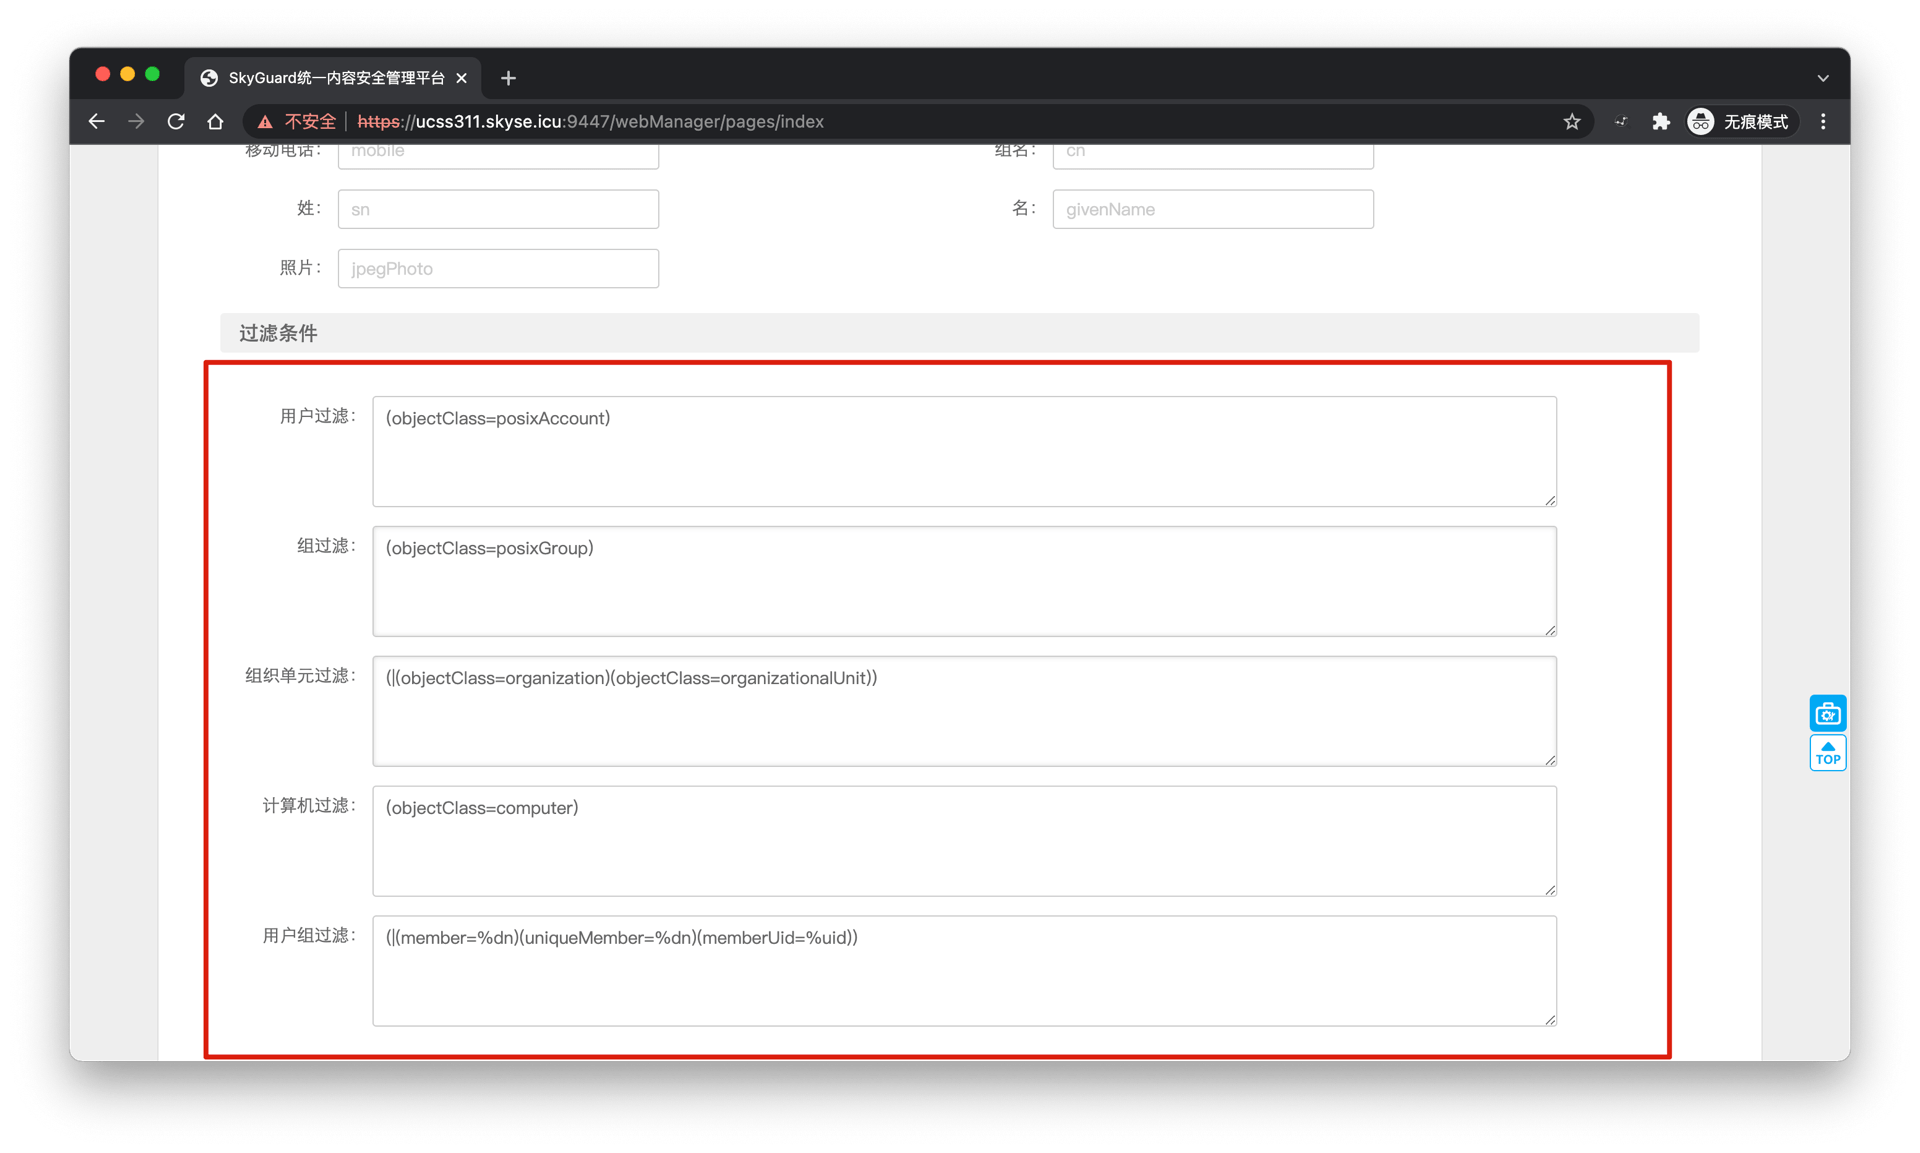 SkyGuard统一内容安全管理平台
不安全 https://ucss311.skyse.icu:9447/webManager/pages/index 无痕模式
移动电话: mobile 组名: cn
姓: sn 名: givenName
照片: jpegPhoto
过滤条件
用户过滤: (objectClass=posixAccount)
组过滤: (objectClass=posixGroup)
组织单元过滤: (|(objectClass=organization)(objectClass=organizationalUnit))
TOP
计算机过滤: (objectClass=computer)
用户组过滤: (|(member=%dn)(uniqueMember=%dn)(memberUid=%uid))